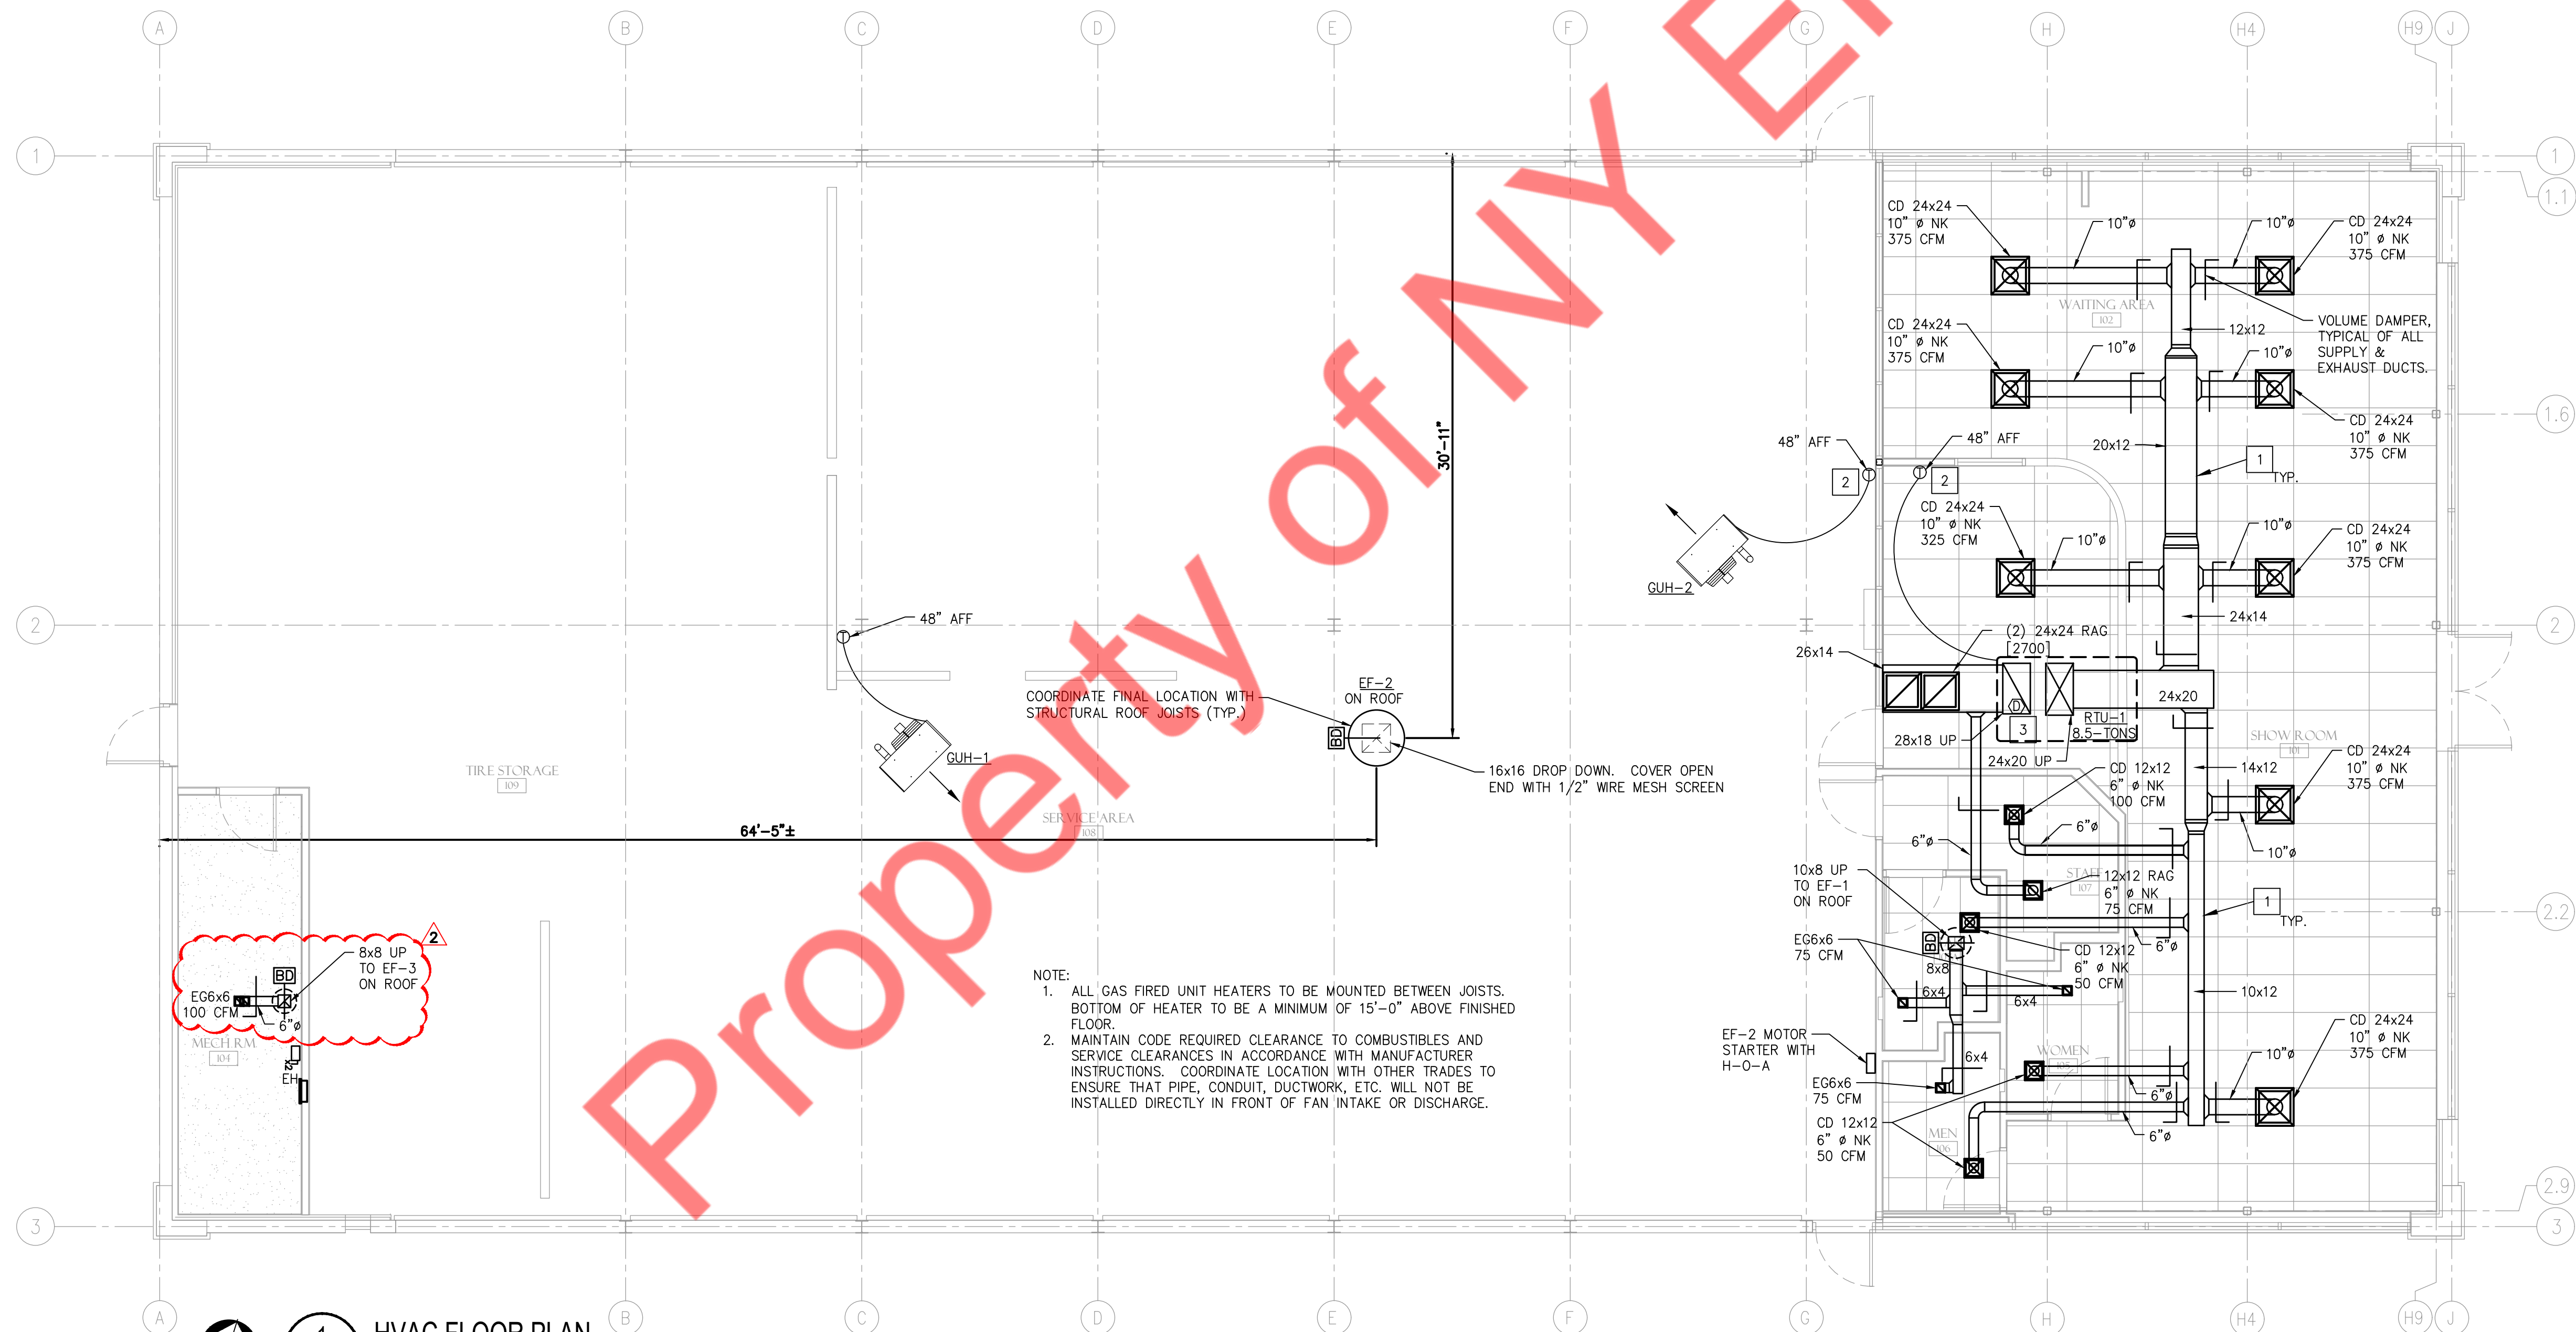 A
B
C
D
E
F
G
H
H4
H9
J
1
1
1.1
CD 24x24
10" ø NK
375 CFM
10"ø
10"ø
CD 24x24
10" ø NK
375 CFM
WAITING AREA
102
CD 24x24
10" ø NK
375 CFM
10"ø
12x12
10"ø
VOLUME DAMPER,
TYPICAL OF ALL
SUPPLY &
EXHAUST DUCTS.
1.6
CD 24x24
10" ø NK
375 CFM
20x12
1
TYP.
30'-11"
48" AFF
2
48" AFF
2
CD 24x24
10" ø NK
325 CFM
10"ø
10"ø
CD 24x24
10" ø NK
375 CFM
GUH-2
24x14
2
2
48" AFF
(2) 24x24 RAG
[2700]
26x14
COORDINATE FINAL LOCATION WITH
STRUCTURAL ROOF JOISTS (TYP.)
EF-2
ON ROOF
BD
D
3
24x20
RTU-1
8.5-TONS
28x18 UP
24x20 UP
SHOW ROOM
101
GUH-1
TIRE STORAGE
109
16x16 DROP DOWN. COVER OPEN
END WITH 1/2" WIRE MESH SCREEN
CD 12x12
6" ø NK
100 CFM
14x12
CD 24x24
10" ø NK
375 CFM
SERVICE AREA
108
64'-5"±
6"ø
6"ø
10"ø
10x8 UP
TO EF-1
ON ROOF
STAFF
107
12x12 RAG
6" ø NK
75 CFM
1
TYP.
2.2
2
8x8 UP
TO EF-3
ON ROOF
BD
EG6x6
100 CFM
6"ø
MECH RM.
104
EH
EG6x6
75 CFM
BD
8x8
6x4
6x4
6"ø
CD 12x12
6" ø NK
50 CFM
10x12
NOTE:
1. ALL GAS FIRED UNIT HEATERS TO BE MOUNTED BETWEEN JOISTS.
BOTTOM OF HEATER TO BE A MINIMUM OF 15'-0" ABOVE FINISHED
FLOOR.
2. MAINTAIN CODE REQUIRED CLEARANCE TO COMBUSTIBLES AND
SERVICE CLEARANCES IN ACCORDANCE WITH MANUFACTURER
INSTRUCTIONS. COORDINATE LOCATION WITH OTHER TRADES TO
ENSURE THAT PIPE, CONDUIT, DUCTWORK, ETC. WILL NOT BE
INSTALLED DIRECTLY IN FRONT OF FAN INTAKE OR DISCHARGE.
EF-2 MOTOR
STARTER WITH
H-O-A
6x4
EG6x6
75 CFM
WOMEN
105
6"ø
10"ø
CD 24x24
10" ø NK
375 CFM
CD 12x12
6" ø NK
50 CFM
MEN
106
6"ø
2.9
3
3
A
B
C
D
E
F
G
H
H4
H9
J
1
HVAC FLOOR PLAN
Property of NY